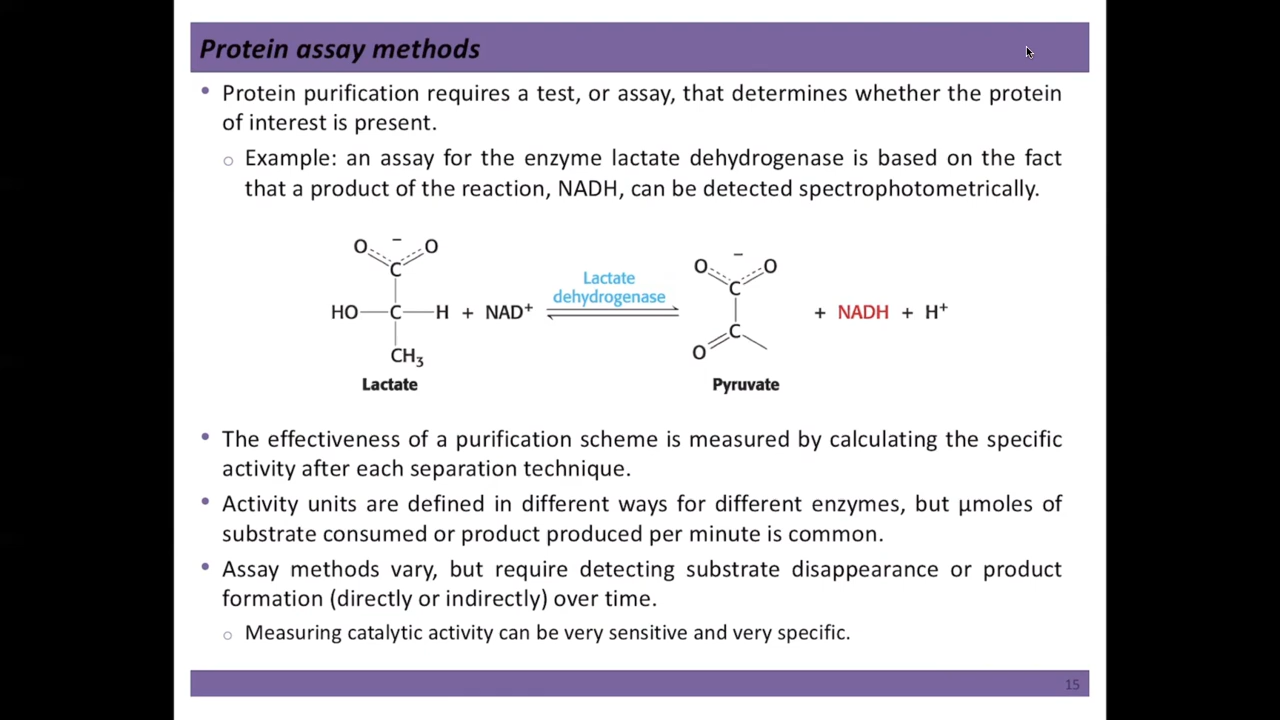 Protein assay methods
• Protein purification requires a test, or assay, that determines whether the protein
of interest is present.
○ Example: an assay for the enzyme lactate dehydrogenase is based on the fact
that a product of the reaction, NADH, can be detected spectrophotometrically.
O − O
C
O − O
C
Lactate
dehydrogenase
HO C H + NAD⁺
+ NADH + H⁺
C
O
CH₃
Lactate
Pyruvate
• The effectiveness of a purification scheme is measured by calculating the specific
activity after each separation technique.
• Activity units are defined in different ways for different enzymes, but μmoles of
substrate consumed or product produced per minute is common.
• Assay methods vary, but require detecting substrate disappearance or product
formation (directly or indirectly) over time.
○ Measuring catalytic activity can be very sensitive and very specific.
15